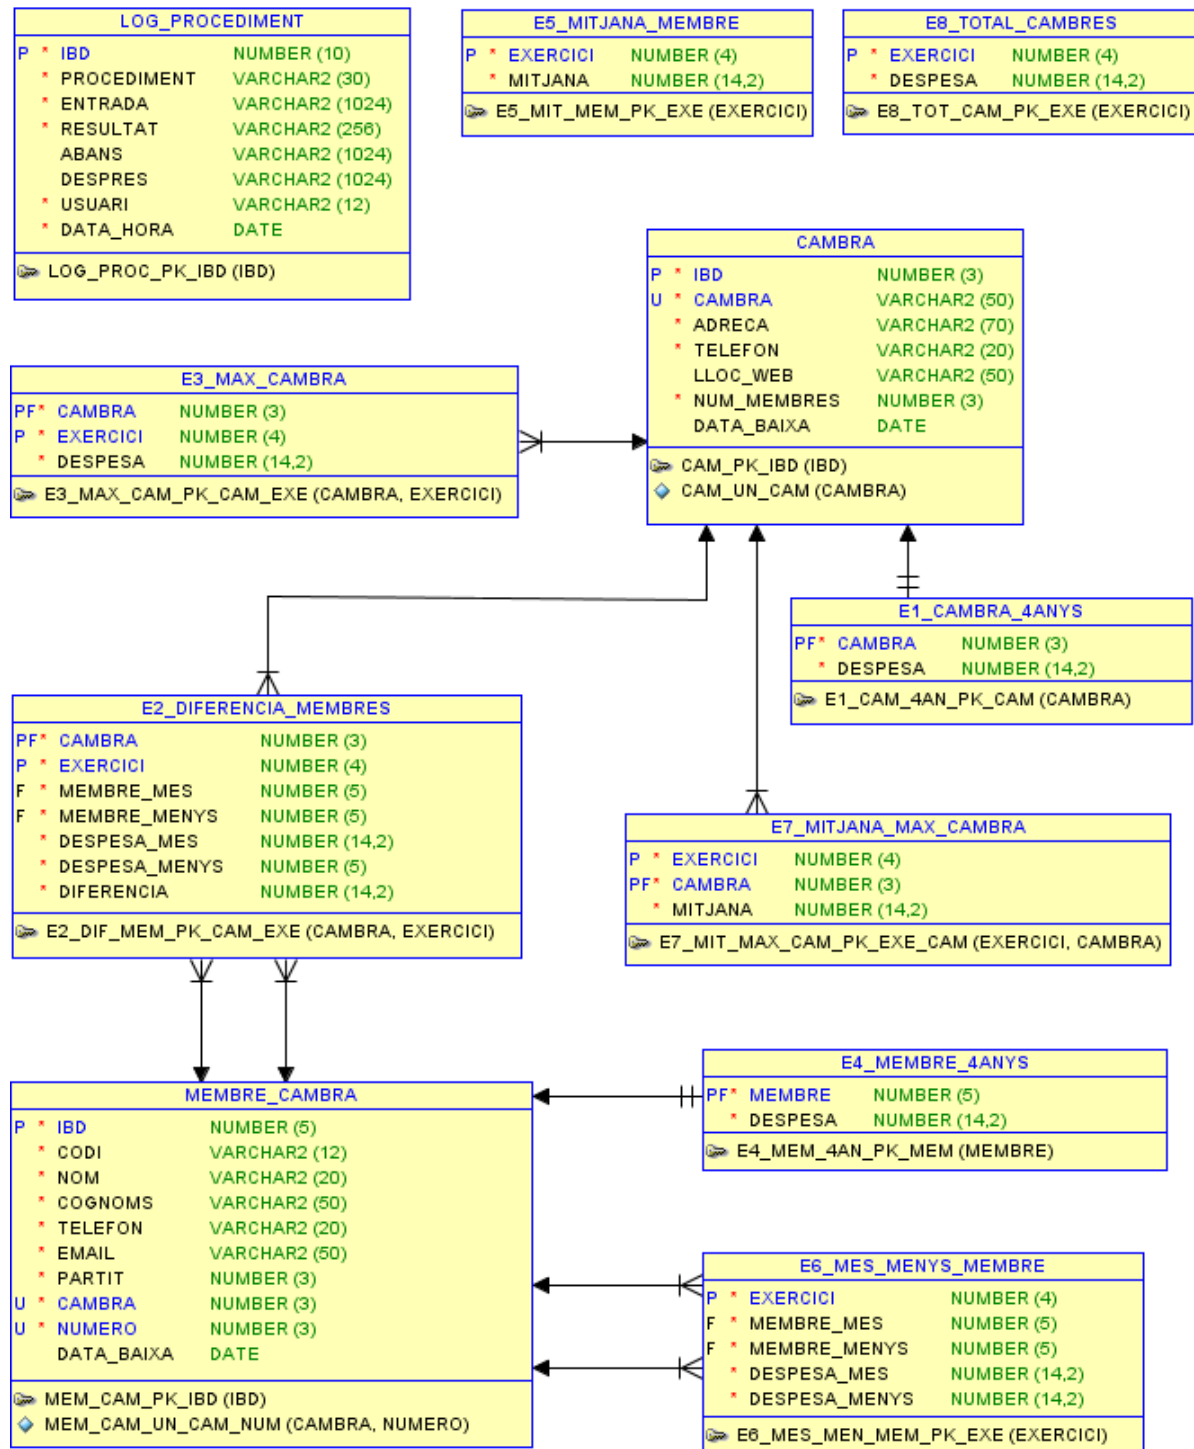 LOG_PROCEDIMENT
P * IBD NUMBER (10)
* PROCEDIMENT VARCHAR2 (30)
* ENTRADA VARCHAR2 (1024)
* RESULTAT VARCHAR2 (256)
ABANS VARCHAR2 (1024)
DESPRES VARCHAR2 (1024)
* USUARI VARCHAR2 (12)
* DATA_HORA DATE
LOG_PROC_PK_IBD (IBD)
E5_MITJANA_MEMBRE
P * EXERCICI NUMBER (4)
* MITJANA NUMBER (14,2)
E5_MIT_MEM_PK_EXE (EXERCICI)
E8_TOTAL_CAMBRES
P * EXERCICI NUMBER (4)
* DESPESA NUMBER (14,2)
E8_TOT_CAM_PK_EXE (EXERCICI)
CAMBRA
P * IBD NUMBER (3)
U * CAMBRA VARCHAR2 (50)
* ADRECA VARCHAR2 (70)
* TELEFON VARCHAR2 (20)
LLOC_WEB VARCHAR2 (50)
* NUM_MEMBRES NUMBER (3)
DATA_BAIXA DATE
CAM_PK_IBD (IBD)
CAM_UN_CAM (CAMBRA)
E3_MAX_CAMBRA
PF* CAMBRA NUMBER (3)
P * EXERCICI NUMBER (4)
* DESPESA NUMBER (14,2)
E3_MAX_CAM_PK_CAM_EXE (CAMBRA, EXERCICI)
E1_CAMBRA_4ANYS
PF* CAMBRA NUMBER (3)
* DESPESA NUMBER (14,2)
E1_CAM_4AN_PK_CAM (CAMBRA)
E2_DIFERENCIA_MEMBRES
PF* CAMBRA NUMBER (3)
P * EXERCICI NUMBER (4)
F * MEMBRE_MES NUMBER (5)
F * MEMBRE_MENYS NUMBER (5)
* DESPESA_MES NUMBER (14,2)
* DESPESA_MENYS NUMBER (5)
* DIFERENCIA NUMBER (14,2)
E2_DIF_MEM_PK_CAM_EXE (CAMBRA, EXERCICI)
E7_MITJANA_MAX_CAMBRA
P * EXERCICI NUMBER (4)
PF* CAMBRA NUMBER (3)
* MITJANA NUMBER (14,2)
E7_MIT_MAX_CAM_PK_EXE_CAM (EXERCICI, CAMBRA)
MEMBRE_CAMBRA
P * IBD NUMBER (5)
* CODI VARCHAR2 (12)
* NOM VARCHAR2 (20)
* COGNOMS VARCHAR2 (50)
* TELEFON VARCHAR2 (20)
* EMAIL VARCHAR2 (50)
* PARTIT NUMBER (3)
U * CAMBRA NUMBER (3)
U * NUMERO NUMBER (3)
DATA_BAIXA DATE
MEM_CAM_PK_IBD (IBD)
MEM_CAM_UN_CAM_NUM (CAMBRA, NUMERO)
E4_MEMBRE_4ANYS
PF* MEMBRE NUMBER (5)
* DESPESA NUMBER (14,2)
E4_MEM_4AN_PK_MEM (MEMBRE)
E6_MES_MENYS_MEMBRE
P * EXERCICI NUMBER (4)
F * MEMBRE_MES NUMBER (5)
F * MEMBRE_MENYS NUMBER (5)
* DESPESA_MES NUMBER (14,2)
* DESPESA_MENYS NUMBER (14,2)
E6_MES_MEN_MEM_PK_EXE (EXERCICI)